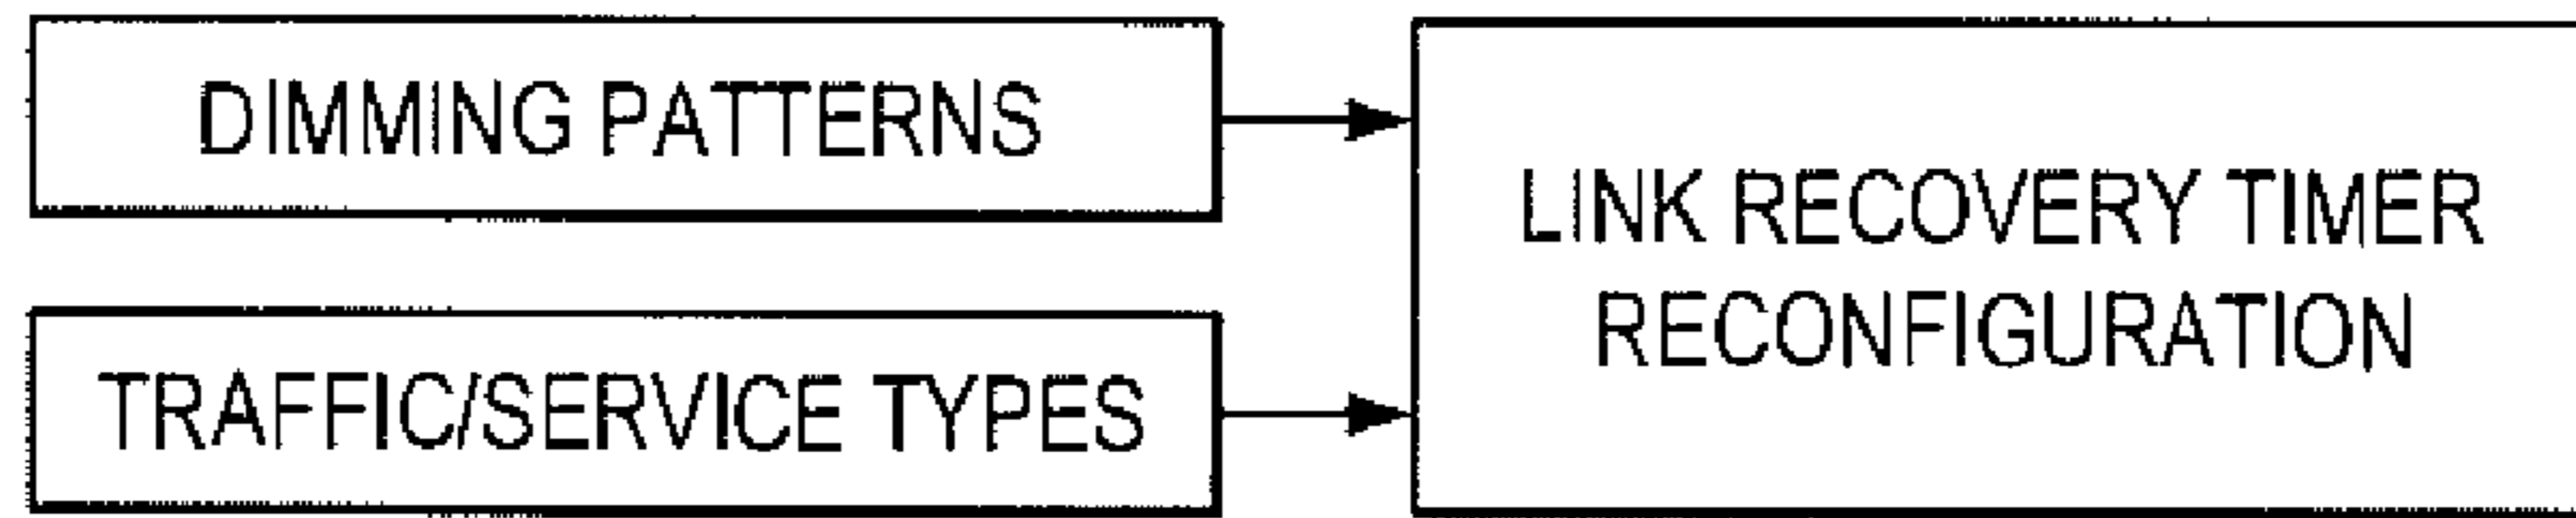 DIMMING PATTERNS
TRAFFIC/SERVICE TYPES
LINK RECOVERY TIMER
RECONFIGURATION